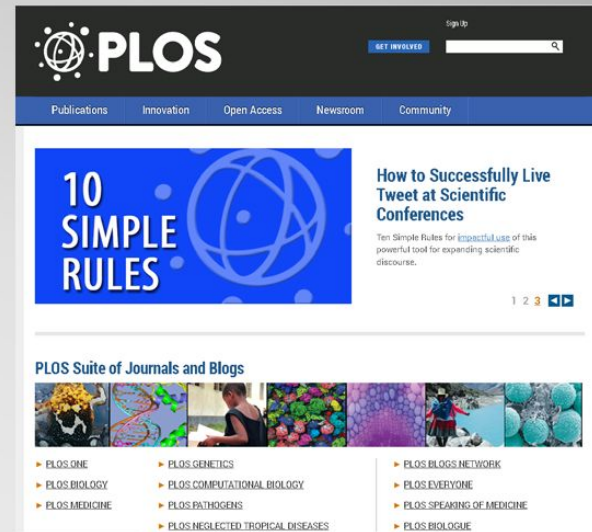 Sign Up
PLOS
GET INVOLVED
Publications Innovation Open Access Newsroom Community
10
SIMPLE
RULES
How to Successfully Live
Tweet at Scientific
Conferences
Ten Simple Rules for impactful use of this
powerful tool for expanding scientific
discourse.
1 2 3
PLOS Suite of Journals and Blogs
PLOS ONE
PLOS BIOLOGY
PLOS MEDICINE
PLOS GENETICS
PLOS COMPUTATIONAL BIOLOGY
PLOS PATHOGENS
PLOS NEGLECTED TROPICAL DISEASES
PLOS BLOGS NETWORK
PLOS EVERYONE
PLOS SPEAKING OF MEDICINE
PLOS BIOLOGUE